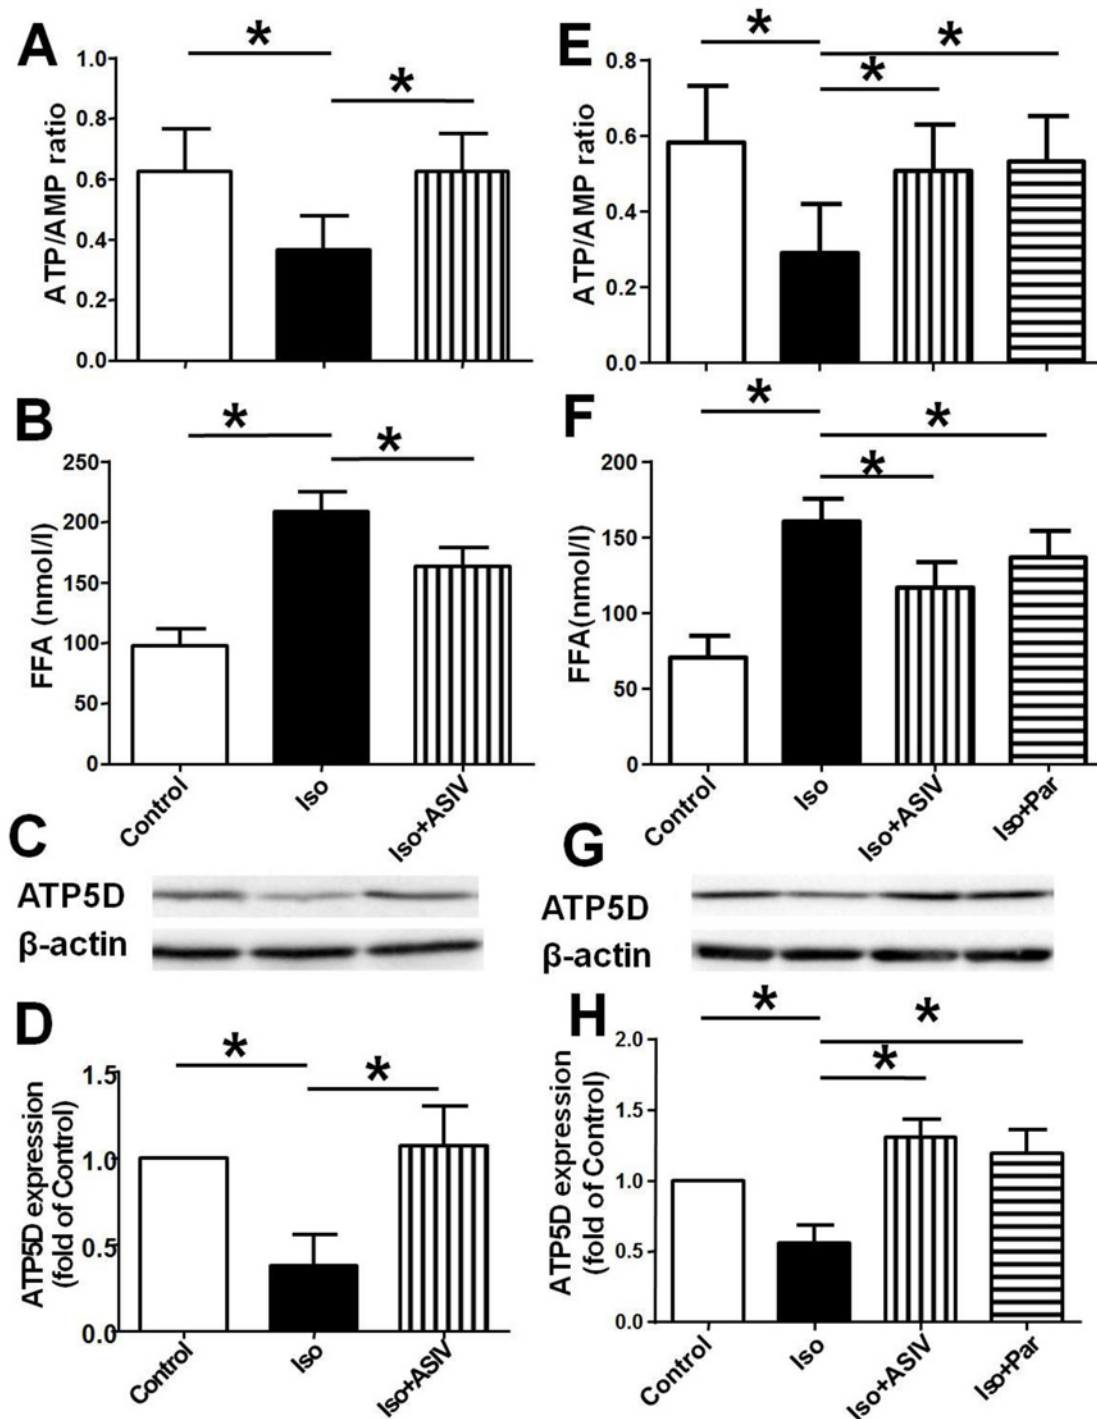 A
*
*
1.0
0.8
0.6
0.4
0.2
0.0
ATP/AMP ratio
E
*
*
*
0.8
0.6
0.4
0.2
0.0
ATP/AMP ratio
B
*
*
250
200
150
100
50
0
FFA (nmol/l)
Control
Iso
Iso+ASIV
F
*
*
*
200
150
100
50
0
FFA(nmol/l)
Control
Iso
Iso+ASIV
Iso+Par
C
ATP5D
β-actin
G
ATP5D
β-actin
D
*
*
1.5
1.0
0.5
0.0
ATP5D expression
(fold of Control)
Control
Iso
Iso+ASIV
H
*
*
*
2.0
1.5
1.0
0.5
0.0
ATP5D expression
(fold of Control)
Control
Iso
Iso+ASIV
Iso+Par